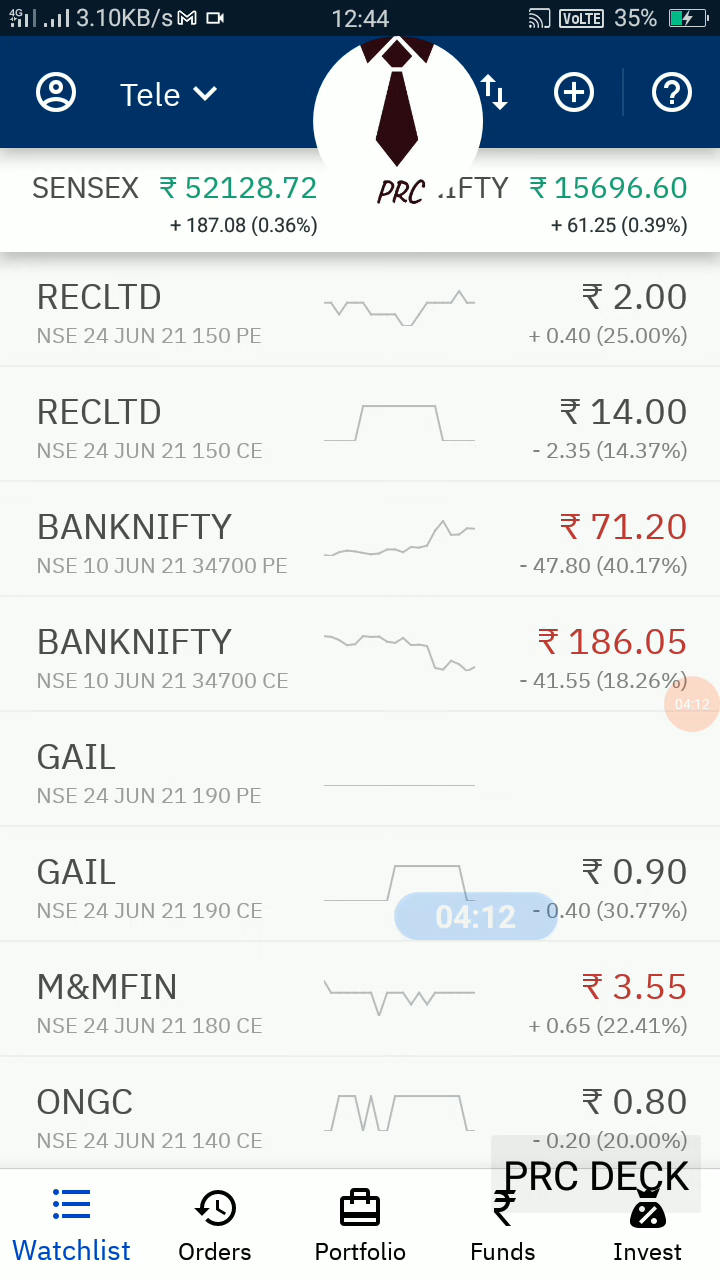 4G 3.10KB/s 12:44 VoLTE 35%
Tele
PRC
SENSEX ₹ 52128.72 IFTY ₹ 15696.60
+ 187.08 (0.36%) + 61.25 (0.39%)
RECLTD ₹ 2.00
NSE 24 JUN 21 150 PE + 0.40 (25.00%)
RECLTD ₹ 14.00
NSE 24 JUN 21 150 CE - 2.35 (14.37%)
BANKNIFTY ₹ 71.20
NSE 10 JUN 21 34700 PE - 47.80 (40.17%)
BANKNIFTY ₹ 186.05
NSE 10 JUN 21 34700 CE - 41.55 (18.26%)
04:12
GAIL
NSE 24 JUN 21 190 PE
GAIL ₹ 0.90
NSE 24 JUN 21 190 CE 04:12 - 0.40 (30.77%)
M&MFIN ₹ 3.55
NSE 24 JUN 21 180 CE + 0.65 (22.41%)
ONGC ₹ 0.80
NSE 24 JUN 21 140 CE - 0.20 (20.00%)
PRC DECK
Watchlist Orders Portfolio Funds Invest